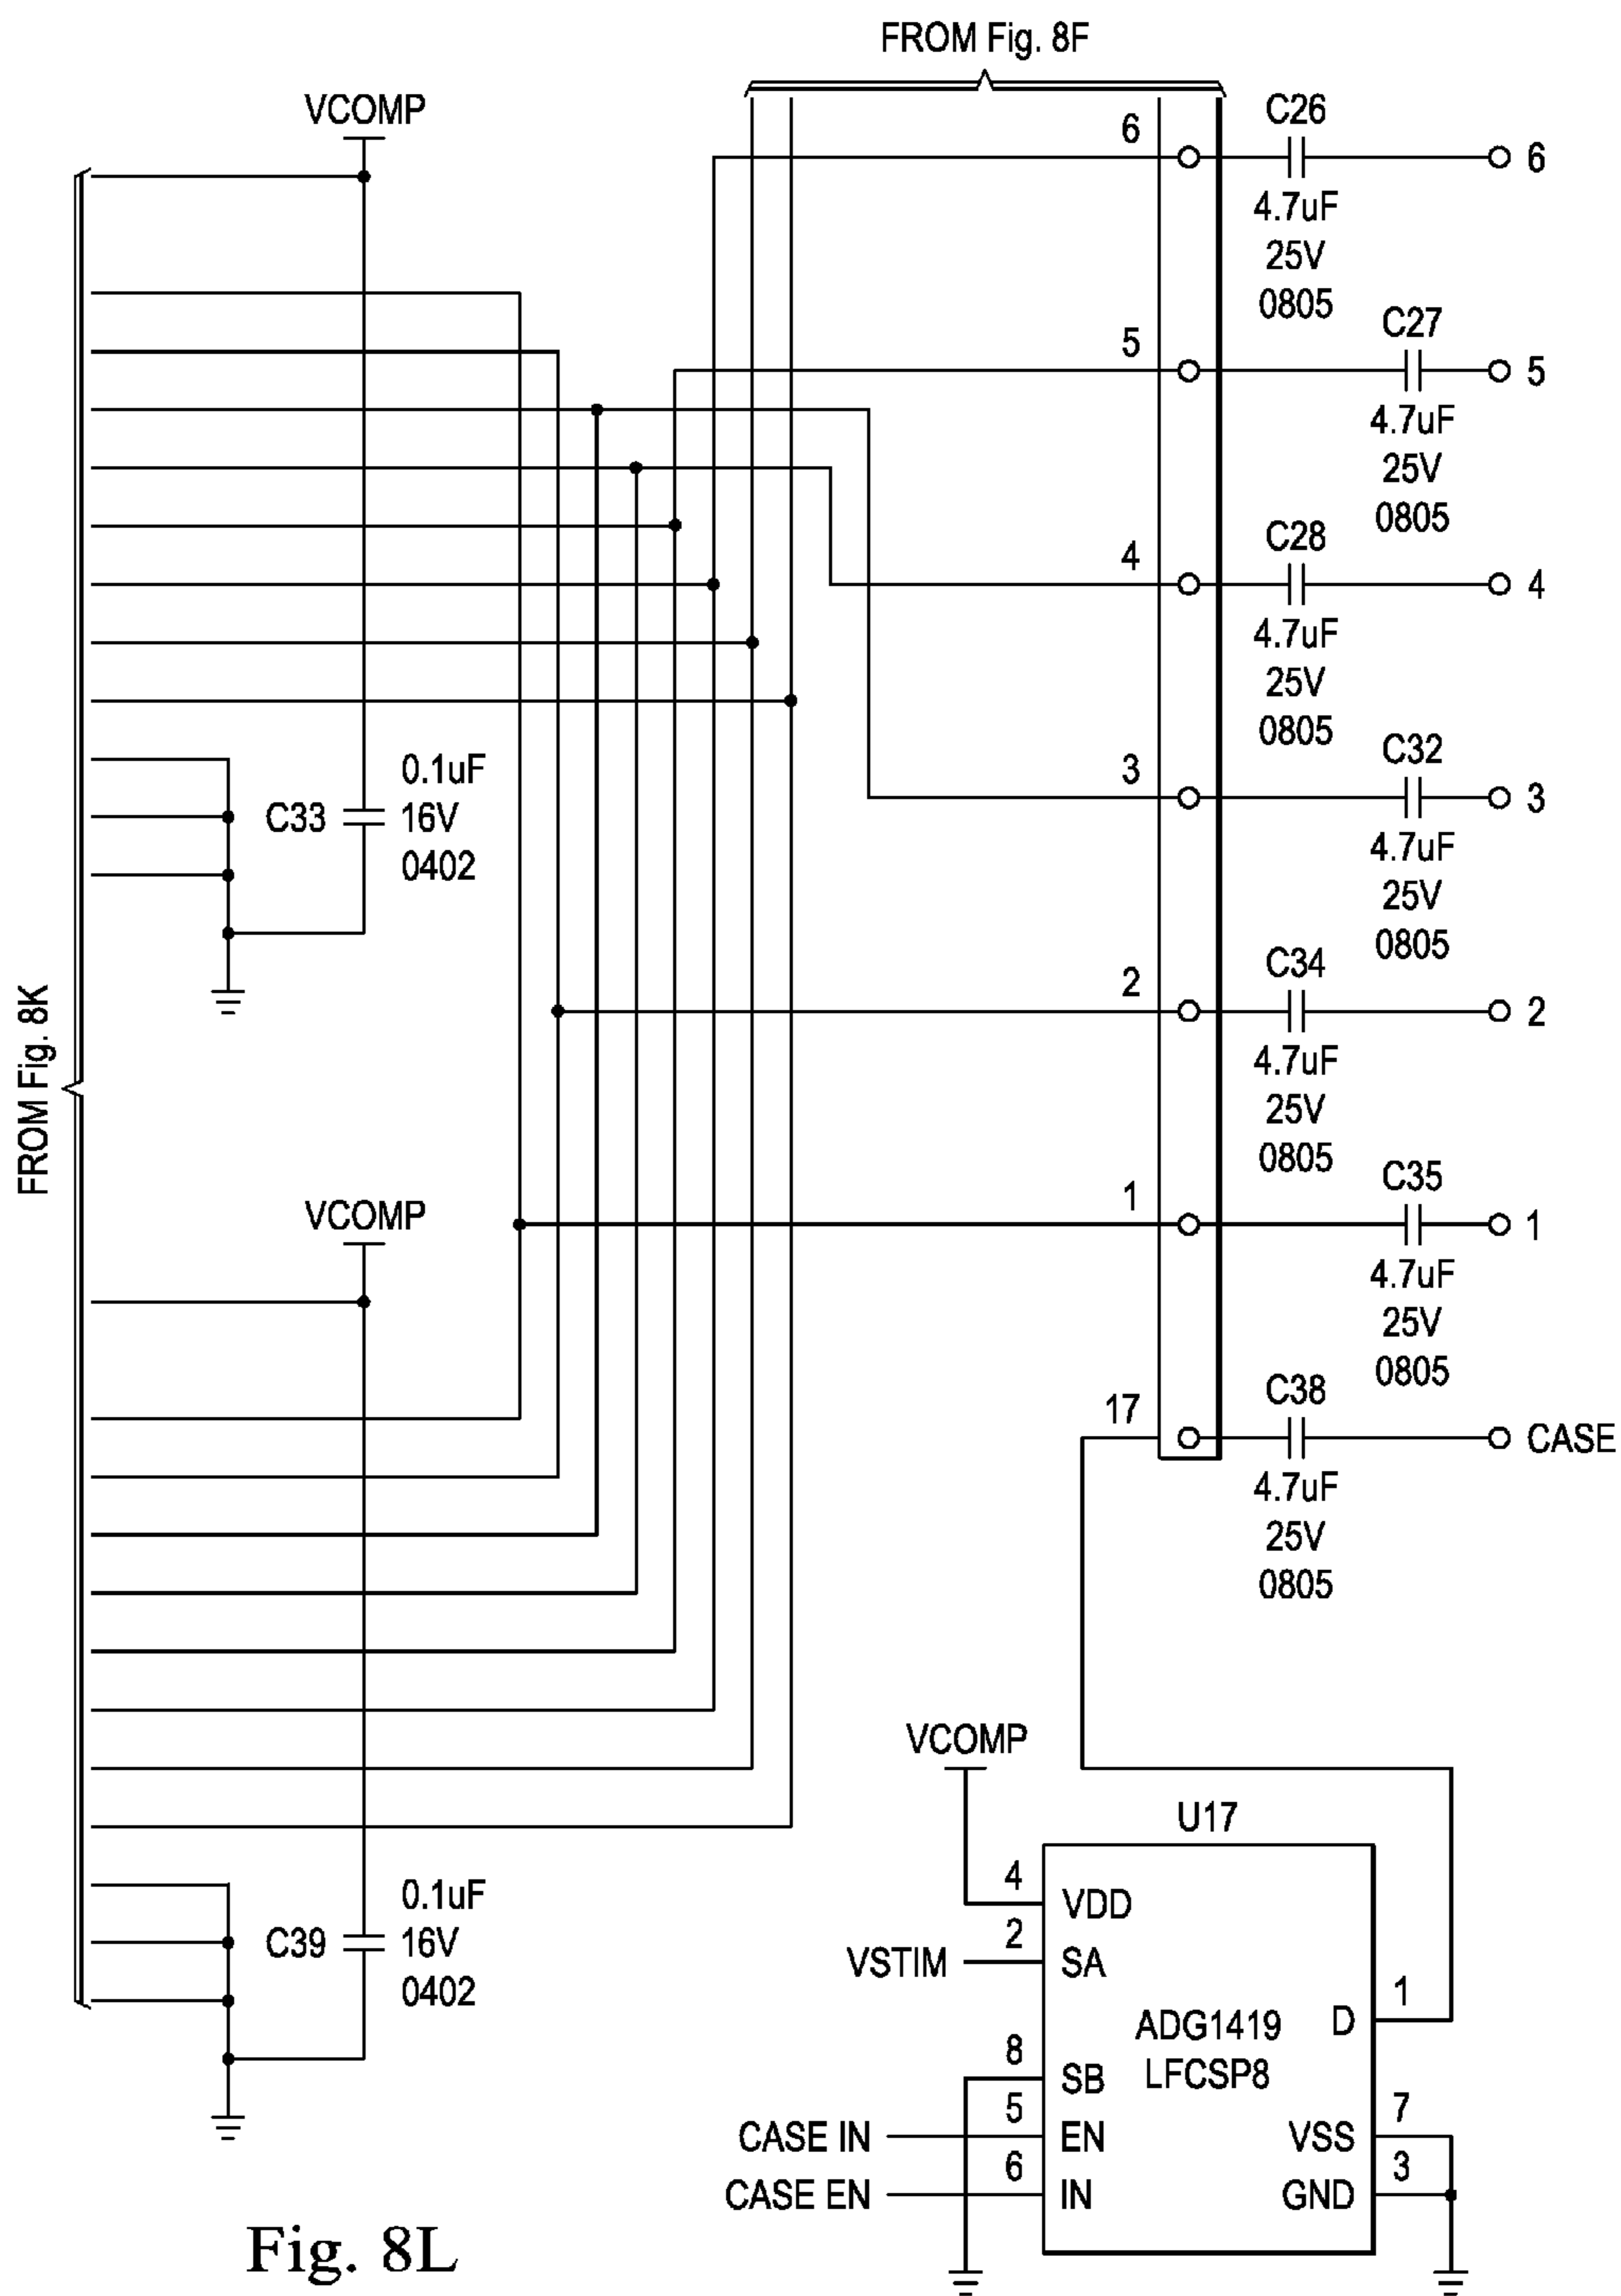 FROM Fig. 8F
VCOMP
6
C26
6
4.7uF
25V
0805
5
C27
5
4.7uF
25V
0805
4
C28
4
4.7uF
25V
0805
3
C32
3
4.7uF
25V
0805
C33
0.1uF
16V
0402
2
C34
2
4.7uF
25V
0805
FROM Fig. 8K
1
C35
1
4.7uF
25V
0805
VCOMP
17
C38
CASE
4.7uF
25V
0805
C39
0.1uF
16V
0402
VCOMP
U17
4
VDD
2
VSTIM
SA
ADG1419
LFCSP8
D
1
8
SB
5
CASE IN
EN
VSS
7
6
CASE EN
IN
GND
3
Fig. 8L